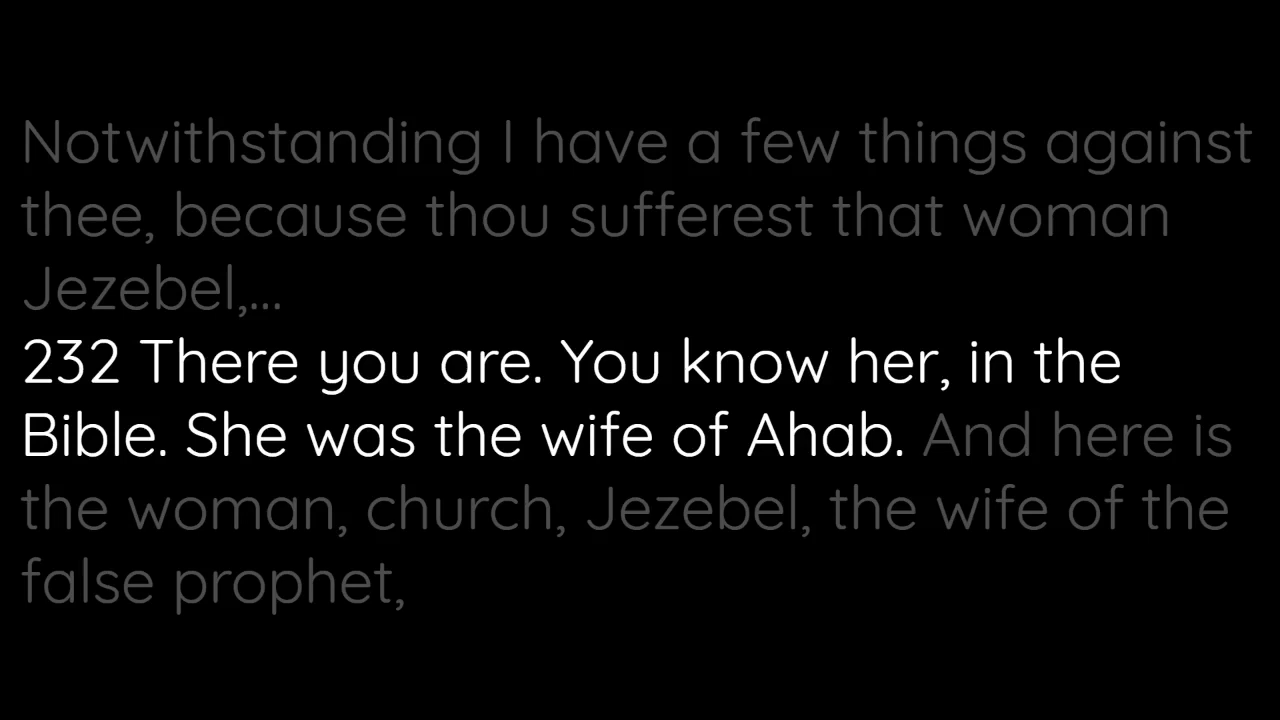 Notwithstanding I have a few things against
thee, because thou sufferest that woman
Jezebel,...
232 There you are. You know her, in the
Bible. She was the wife of Ahab. And here is
the woman, church, Jezebel, the wife of the
false prophet,